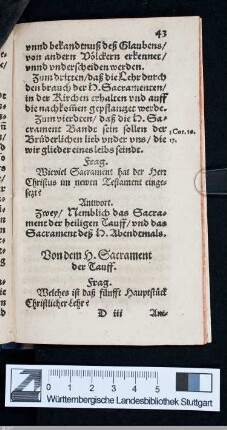 43
vnnd bekandtnuß deß Glaubens/
von andern Völckern erkennet/
vnnd vnderscheiden werden.
Zum dritten/ daß die Lehr durch
den brauch der H. Sacramenten/
in der Kirchen erhalten vnd auff
die nachkom̃en gepflantzet werde.
Zum vierdten/ daß die H. Sa-
crament Bande sein sollen der
Brüderlichen lieb vnder vns/ die
wir glieder eines leibs seindt.
1 Cor. 10.
17.
Frag.
Wieviel Sacrament hat der Herr
Christus im newen Testament einge-
setzt?
Antwort.
Zwey/ Nemblich das Sacra-
ment der heiligen Tauff/ vnd das
Sacrament deß H. Abendtmals.
Von dem H. Sacrament
der Tauff.
Frag.
Welches ist daß fünfft Hauptstück
Christlicher Lehr?
D iii
Ant-
0 1 2 3 4 5
Württembergische Landesbibliothek Stuttgart